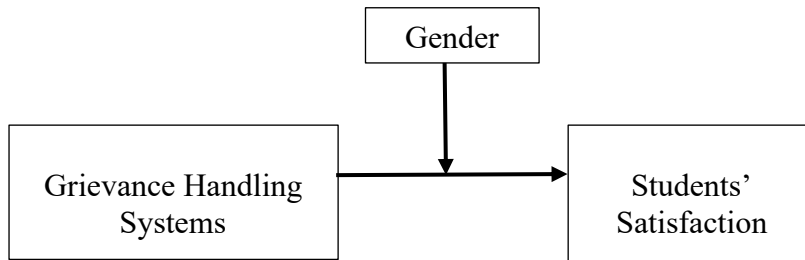 Gender
Grievance Handling
Systems
Students’
Satisfaction